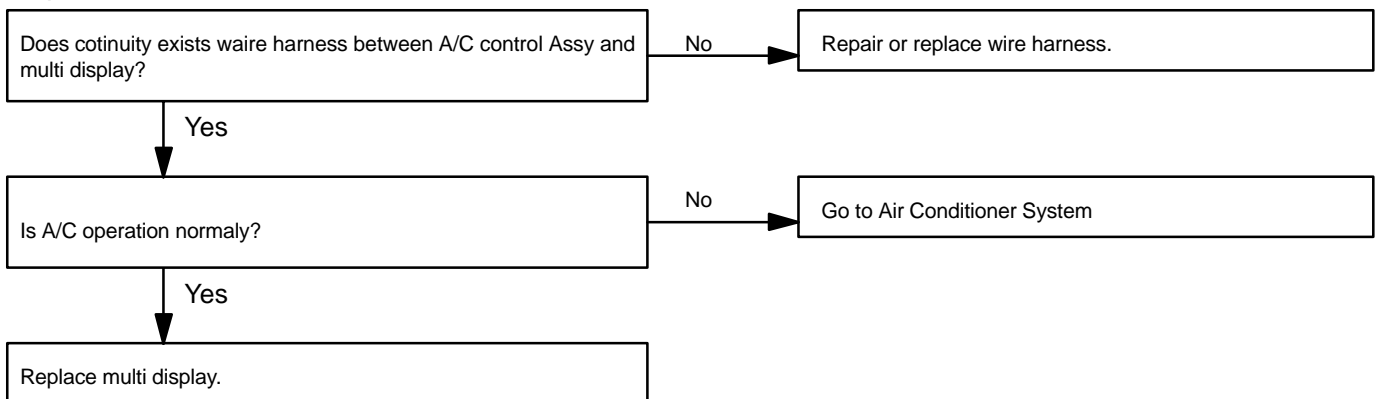 Does cotinuity exists waire harness between A/C control Assy and
multi display?
No
Repair or replace wire harness.
Yes
Is A/C operation normaly?
No
Go to Air Conditioner System
Yes
Replace multi display.